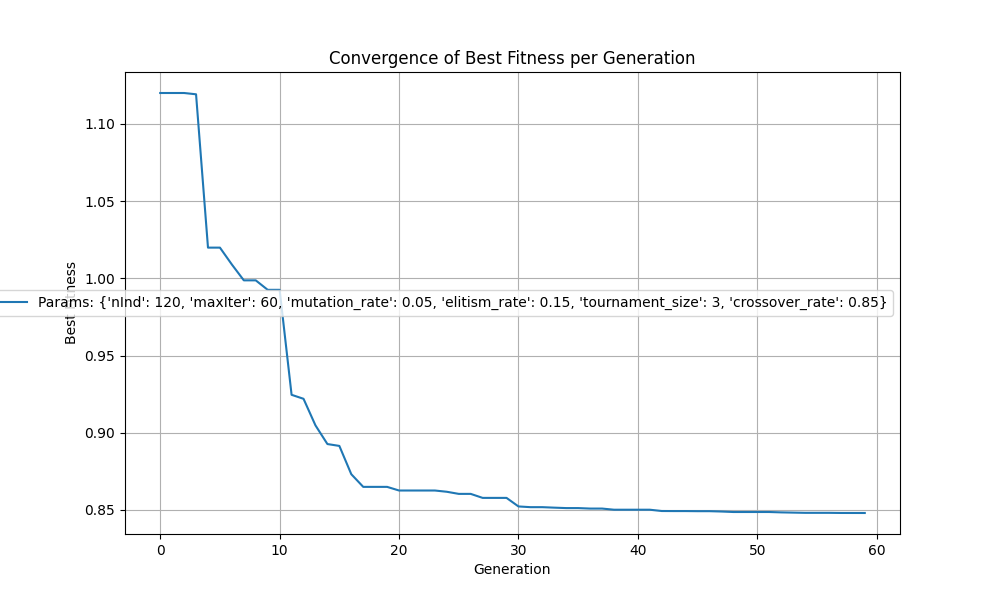 Convergence of Best Fitness per Generation
1.10
1.05
1.00
0.95
0.90
0.85
Best
Params: {'nInd': 120, 'maxIter': 60, 'mutation_rate': 0.05, 'elitism_rate': 0.15, 'tournament_size': 3, 'crossover_rate': 0.85}
0 10 20 30 40 50 60
Generation